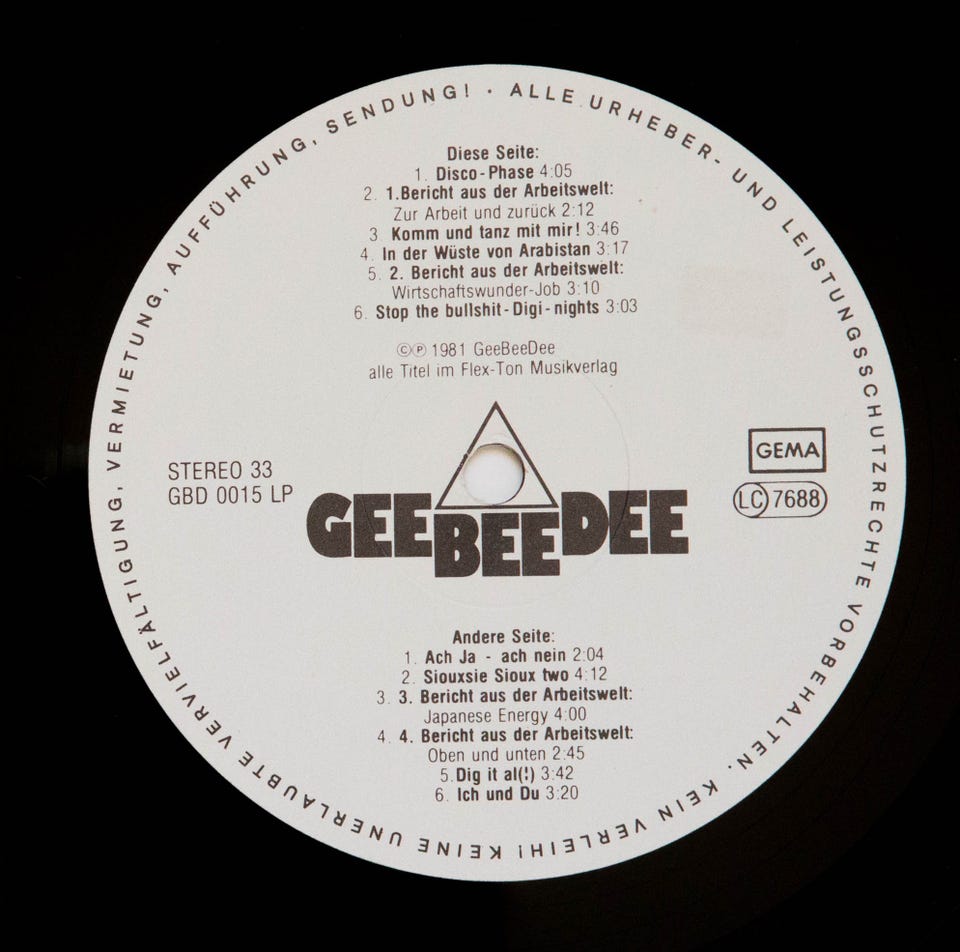 Diese Seite:
1. Disco-Phase 4:05
2. 1.Bericht aus der Arbeitswelt:
Zur Arbeit und zurück 2:12
3. Komm und tanz mit mir! 3:46
4. In der Wüste von Arabistan 3:17
5. 2. Bericht aus der Arbeitswelt:
Wirtschaftswunder-Job 3:10
6. Stop the bullshit-Digi-nights 3:03
©℗ 1981 GeeBeeDee
alle Titel im Flex-Ton Musikverlag
STEREO 33
GBD 0015 LP
GEMA
LC 7688
GEE BEE DEE
Andere Seite:
1. Ach Ja - ach nein 2:04
2. Siouxsie Sioux two 4:12
3. 3. Bericht aus der Arbeitswelt:
Japanese Energy 4:00
4. 4. Bericht aus der Arbeitswelt:
Oben und unten 2:45
5.Dig it al(!) 3:42
6. Ich und Du 3:20
ALLE URHEBER- UND LEISTUNGSSCHUTZRECHTE VORBEHALTEN. KEIN VERLEIH! KEINE UNERLAUBTE VERVIELFÄLTIGUNG, VERMIETUNG, AUFFÜHRUNG, SENDUNG! ·